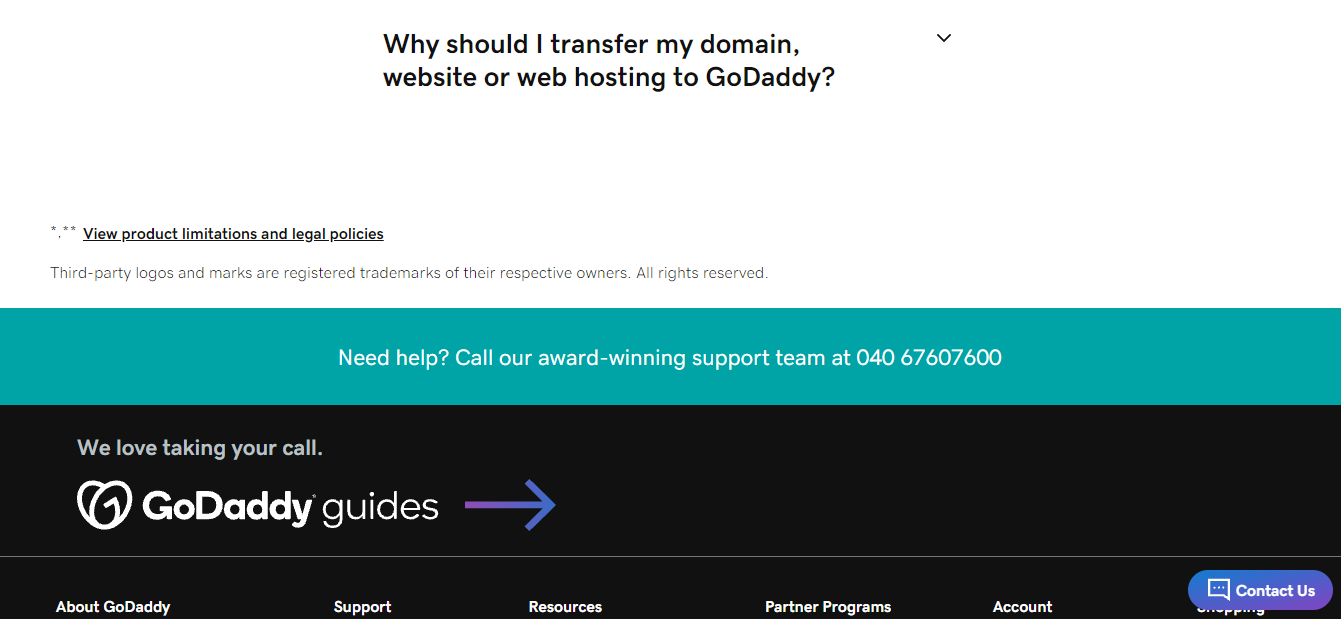 Why should I transfer my domain,
website or web hosting to GoDaddy?
*,** View product limitations and legal policies
Third-party logos and marks are registered trademarks of their respective owners. All rights reserved.
Need help? Call our award-winning support team at 040 67607600
We love taking your call.
GoDaddy guides
Contact Us
About GoDaddy Support Resources Partner Programs Account Shopping